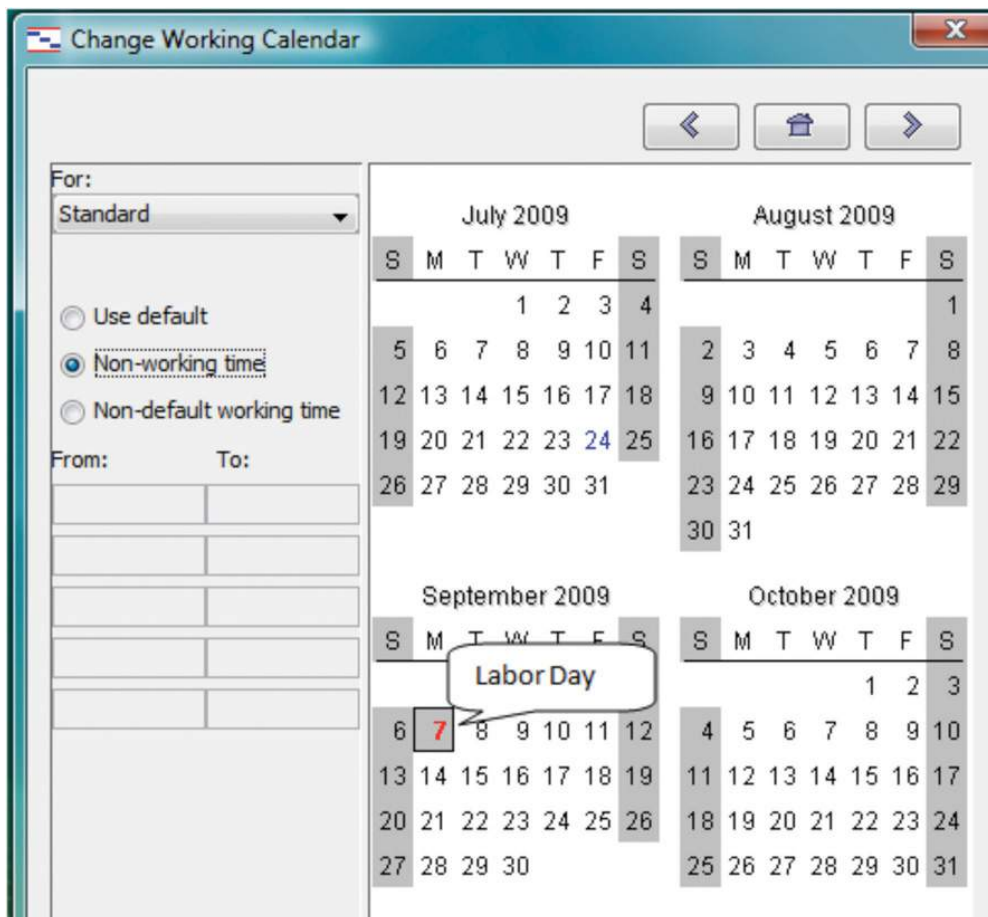 Change Working Calendar
X
For:
Standard
Use default
Non-working time
Non-default working time
From: To:
July 2009
S M T W T F S
1 2 3 4
5 6 7 8 9 10 11
12 13 14 15 16 17 18
19 20 21 22 23 24 25
26 27 28 29 30 31
August 2009
S M T W T F S
1
2 3 4 5 6 7 8
9 10 11 12 13 14 15
16 17 18 19 20 21 22
23 24 25 26 27 28 29
30 31
September 2009
S M T W T F S
Labor Day
6 7 8 9 10 11 12
13 14 15 16 17 18 19
20 21 22 23 24 25 26
27 28 29 30
October 2009
S M T W T F S
1 2 3
4 5 6 7 8 9 10
11 12 13 14 15 16 17
18 19 20 21 22 23 24
25 26 27 28 29 30 31